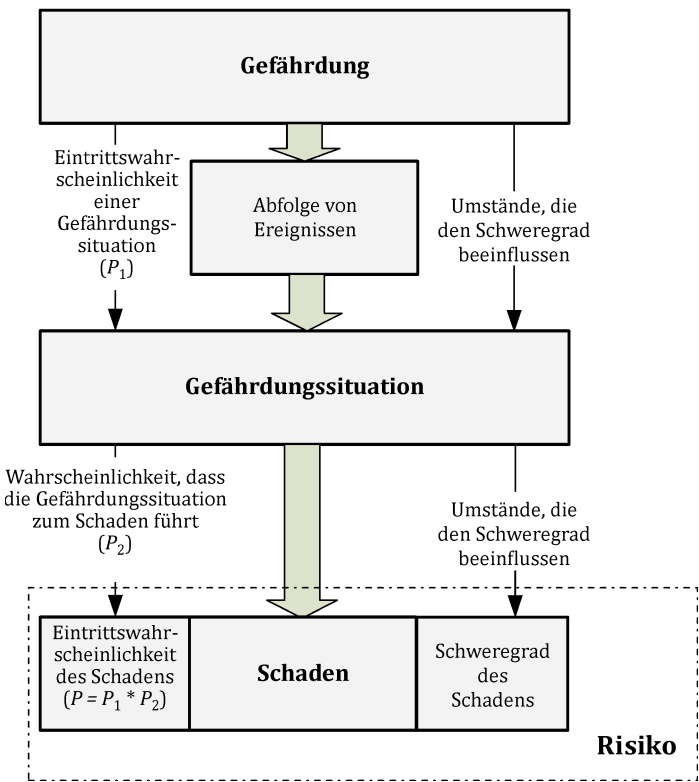 Gefährdung
Eintrittswahr-
scheinlichkeit
einer
Gefährdungs-
situation
(P1)
Abfolge von
Ereignissen
Umstände, die
den Schweregrad
beeinflussen
Gefährdungssituation
Wahrscheinlichkeit, dass
die Gefährdungssituation
zum Schaden führt
(P2)
Umstände, die
den Schweregrad
beeinflussen
Eintrittswahr-
scheinlichkeit
des Schadens
(P = P1 * P2)
Schaden
Schweregrad
des
Schadens
Risiko